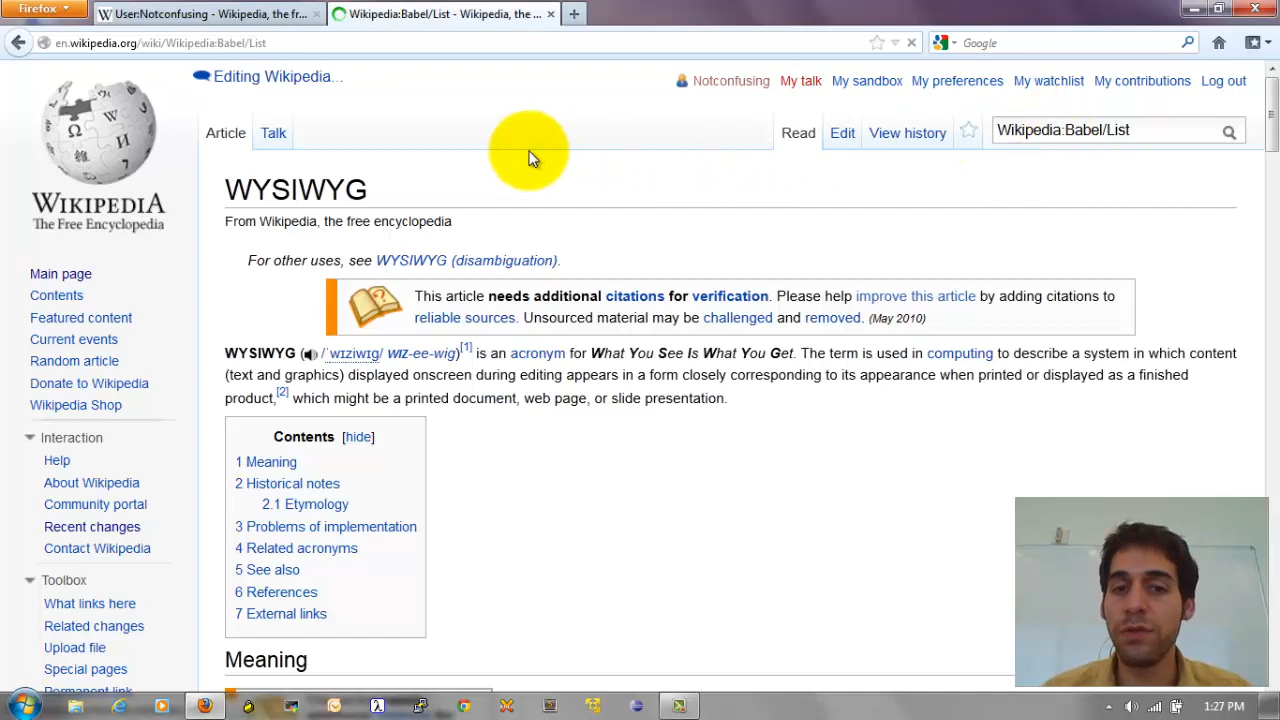 Firefox
User:Notconfusing - Wikipedia, the fr...
Wikipedia:Babel/List - Wikipedia, the ...
en.wikipedia.org/wiki/Wikipedia:Babel/List
Google
Editing Wikipedia...
Notconfusing My talk My sandbox My preferences My watchlist My contributions Log out
Article Talk Read Edit View history Wikipedia:Babel/List
WIKIPEDIA
The Free Encyclopedia
Main page
Contents
Featured content
Current events
Random article
Donate to Wikipedia
Wikipedia Shop
Interaction
Help
About Wikipedia
Community portal
Recent changes
Contact Wikipedia
Toolbox
What links here
Related changes
Upload file
Special pages
Permanent link
WYSIWYG
From Wikipedia, the free encyclopedia
For other uses, see WYSIWYG (disambiguation).
This article needs additional citations for verification. Please help improve this article by adding citations to
reliable sources. Unsourced material may be challenged and removed. (May 2010)
WYSIWYG ( /ˈwɪziwɪɡ/ WIZ-ee-wig)[1] is an acronym for What You See Is What You Get. The term is used in computing to describe a system in which content
(text and graphics) displayed onscreen during editing appears in a form closely corresponding to its appearance when printed or displayed as a finished
product,[2] which might be a printed document, web page, or slide presentation.
Contents [hide]
1 Meaning
2 Historical notes
2.1 Etymology
3 Problems of implementation
4 Related acronyms
5 See also
6 References
7 External links
Meaning
1:27 PM